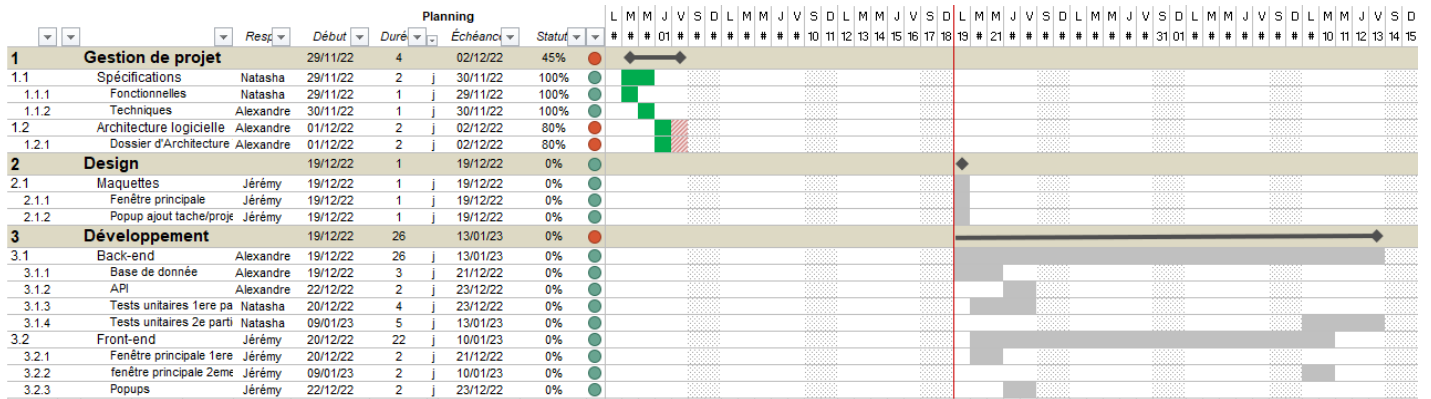 Planning
L M M J V S D L M M J V S D L M M J V S D L M M J V S D L M M J V S D L M M J V S D L M M J V S D
Resp Début Duré Échéance Statut # # # 01 # # # # # # # # 10 11 12 13 14 15 16 17 18 19 # 21 # # # # # # # # # 31 01 # # # # # # # # 10 11 12 13 14 15
1 Gestion de projet 29/11/22 4 02/12/22 45%
1.1 Spécifications Natasha 29/11/22 2 j 30/11/22 100%
1.1.1 Fonctionnelles Natasha 29/11/22 1 j 29/11/22 100%
1.1.2 Techniques Alexandre 30/11/22 1 j 30/11/22 100%
1.2 Architecture logicielle Alexandre 01/12/22 2 j 02/12/22 80%
1.2.1 Dossier d'Architecture Alexandre 01/12/22 2 j 02/12/22 80%
2 Design 19/12/22 1 19/12/22 0%
2.1 Maquettes Jérémy 19/12/22 1 j 19/12/22 0%
2.1.1 Fenêtre principale Jérémy 19/12/22 1 j 19/12/22 0%
2.1.2 Popup ajout tache/proje Jérémy 19/12/22 1 j 19/12/22 0%
3 Développement 19/12/22 26 13/01/23 0%
3.1 Back-end Alexandre 19/12/22 26 j 13/01/23 0%
3.1.1 Base de donnée Alexandre 19/12/22 3 j 21/12/22 0%
3.1.2 API Alexandre 22/12/22 2 j 23/12/22 0%
3.1.3 Tests unitaires 1ere pa Natasha 20/12/22 4 j 23/12/22 0%
3.1.4 Tests unitaires 2e parti Natasha 09/01/23 5 j 13/01/23 0%
3.2 Front-end Jérémy 20/12/22 22 j 10/01/23 0%
3.2.1 Fenêtre principale 1ere Jérémy 20/12/22 2 j 21/12/22 0%
3.2.2 fenêtre principale 2eme Jérémy 09/01/23 2 j 10/01/23 0%
3.2.3 Popups Jérémy 22/12/22 2 j 23/12/22 0%